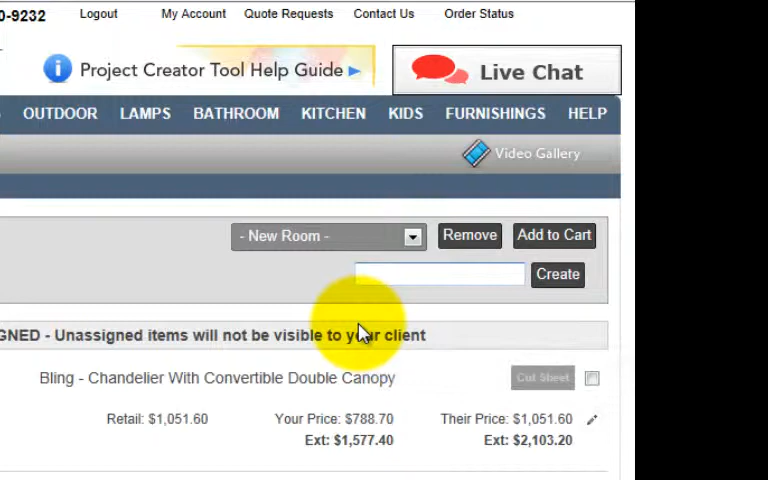 0-9232 Logout My Account Quote Requests Contact Us Order Status
i Project Creator Tool Help Guide Live Chat
OUTDOOR LAMPS BATHROOM KITCHEN KIDS FURNISHINGS HELP
Video Gallery
- New Room - Remove Add to Cart
Create
GNED - Unassigned items will not be visible to your client
Bling - Chandelier With Convertible Double Canopy Cut Sheet
Retail: $1,051.60 Your Price: $788.70 Their Price: $1,051.60
Ext: $1,577.40 Ext: $2,103.20